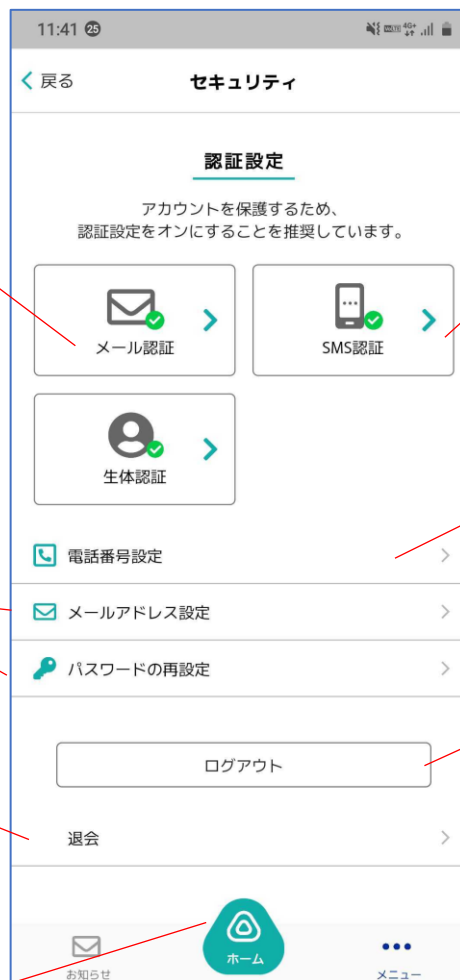 11:41 25
4G+
戻る
セキュリティ
認証設定
アカウントを保護するため、
認証設定をオンにすることを推奨しています。
メール認証
SMS認証
生体認証
電話番号設定
メールアドレス設定
パスワードの再設定
ログアウト
退会
お知らせ
ホーム
メニュー